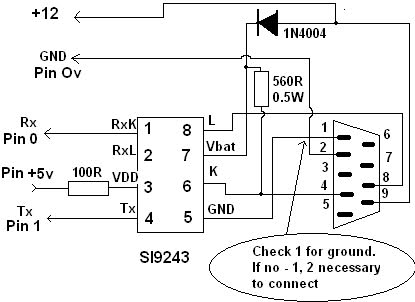 +12
1N4004
GND
Pin Ov
560R
0.5W
Rx
Pin 0
RxK 1 8 L
RxL 2 7 Vbat
Pin +5v
100R
VDD 3 6 K
Tx
Pin 1
Tx 4 5 GND
SI9243
1 6
2 7
3 8
4 9
5
Check 1 for ground.
If no - 1, 2 necessary
to connect